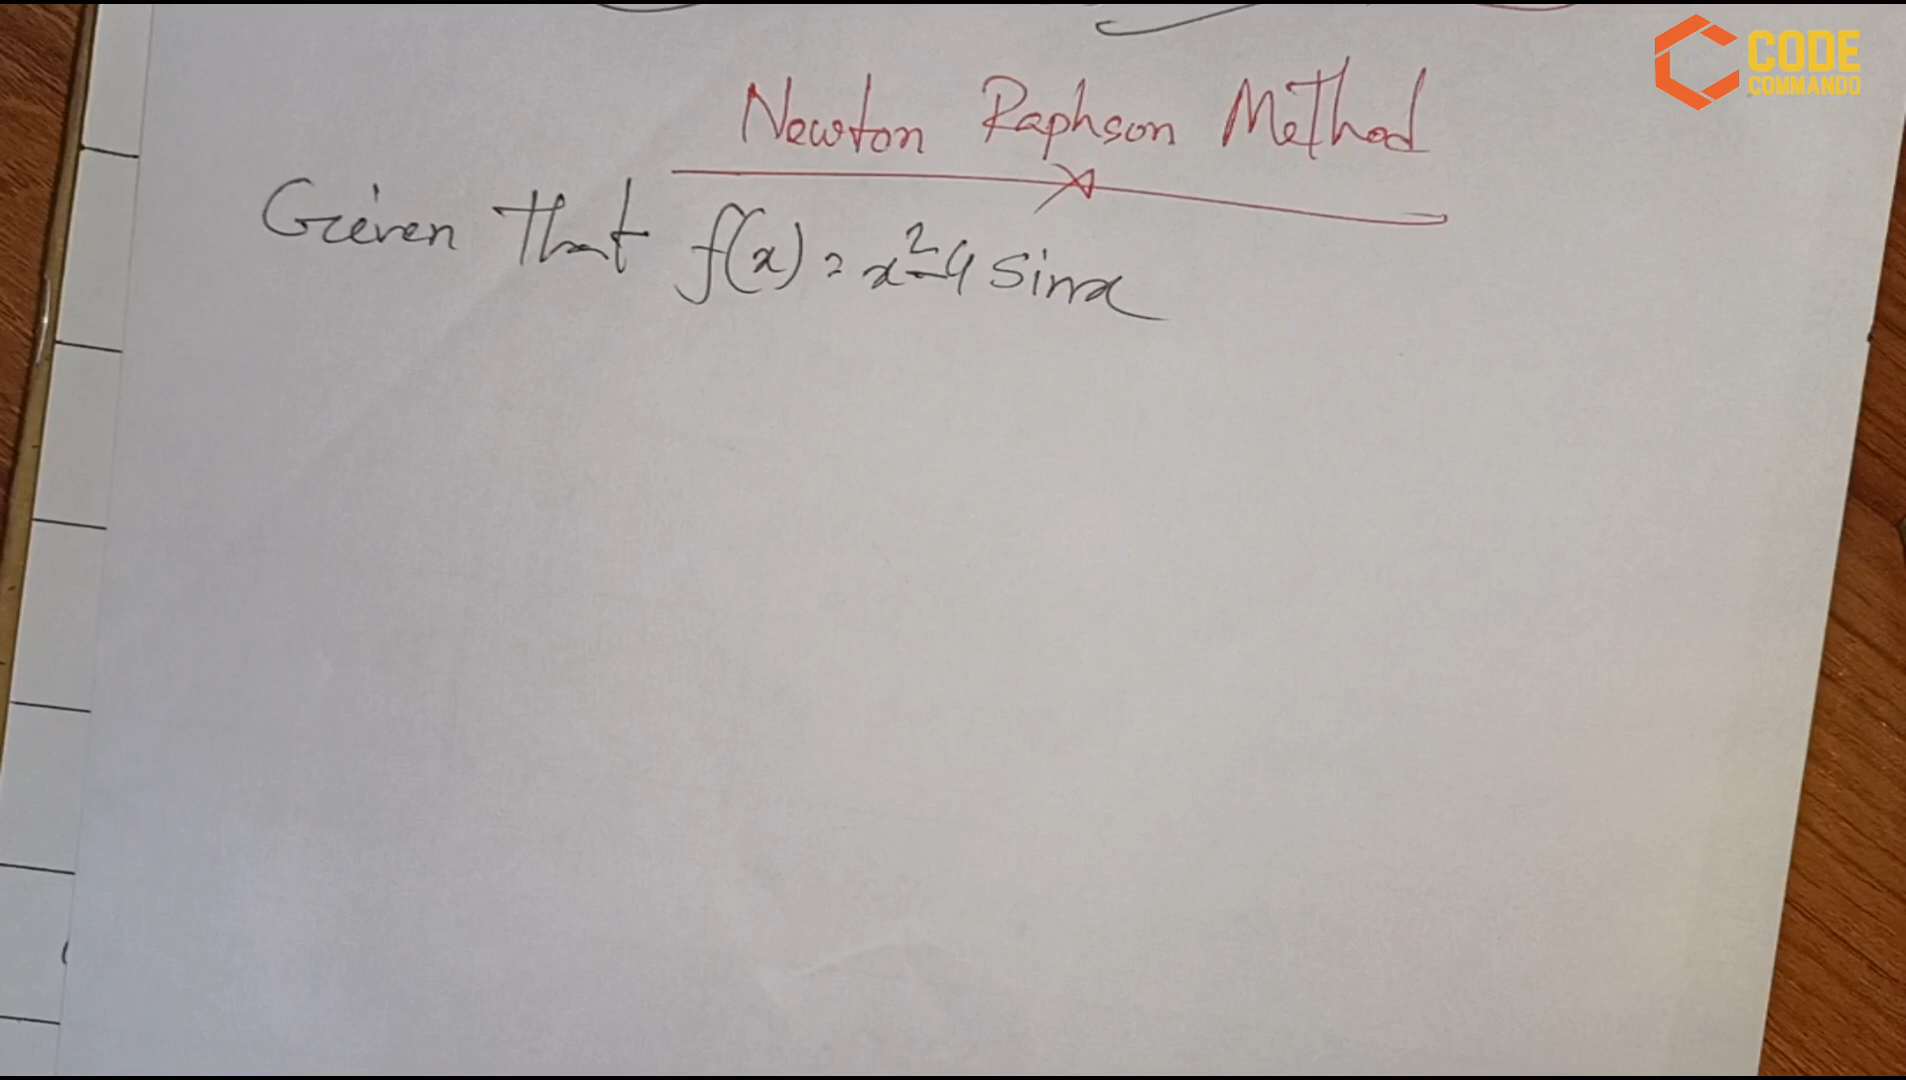 CODE
COMMANDO
Newton Raphson Method
Given that f(x) = x²-4 sinx